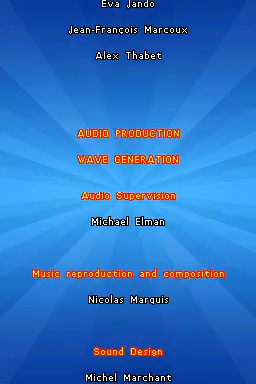 Eva Jando
Jean-François Marcoux
Alex Thabet
AUDIO PRODUCTION
WAVE GENERATION
Audio Supervision
Michael Elman
Music reproduction and composition
Nicolas Marquis
Sound Design
Michel Marchant